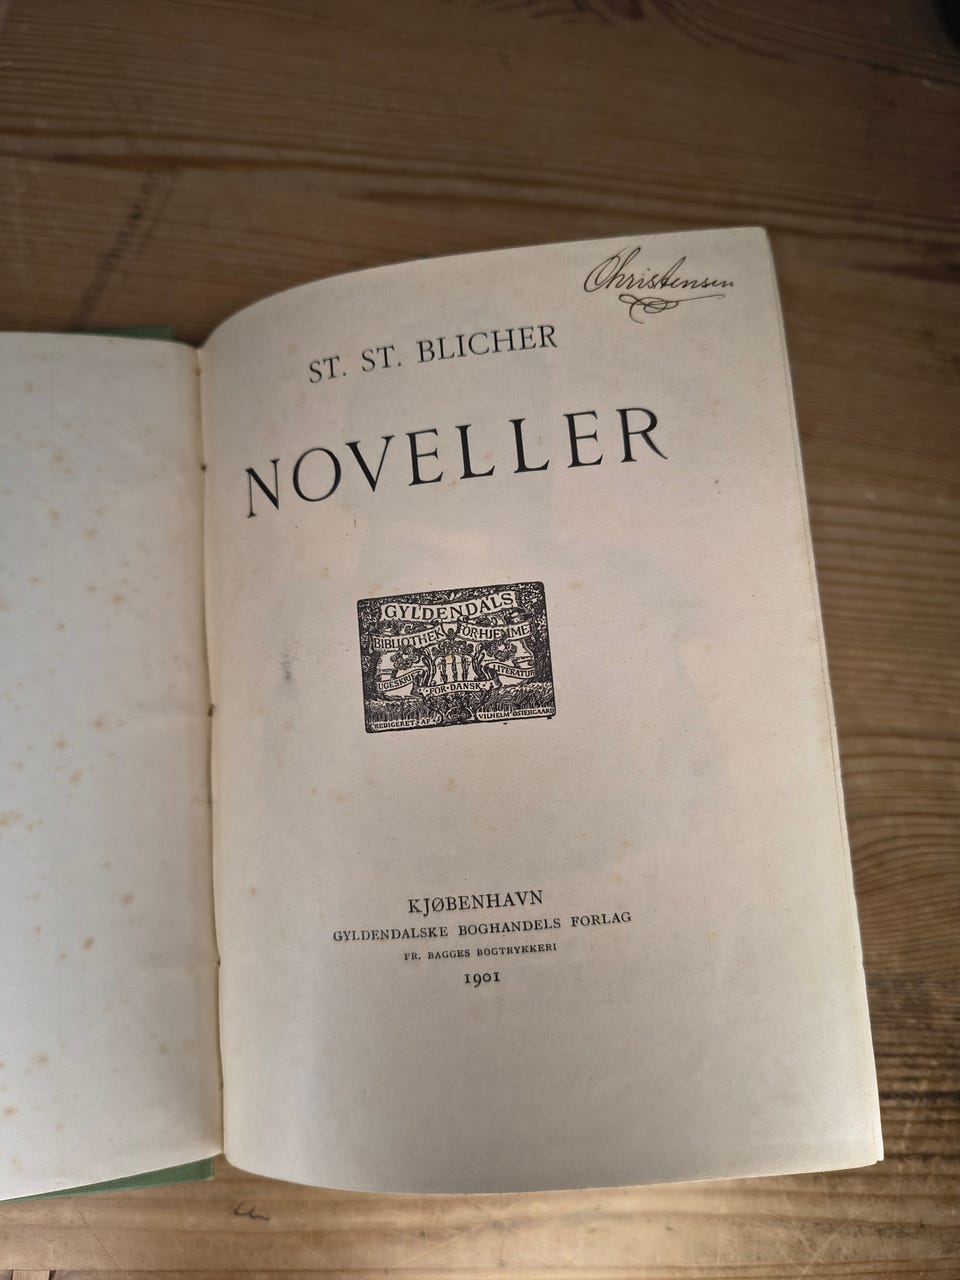 Christensen
ST. ST. BLICHER
NOVELLER
GYLDENDALS
BIBLIOTHEK FOR HJEMMET
UGESKRIFT LITERATUR
FOR DANSK
REDIGERET AF VILHELM ØSTERGAARD
KJØBENHAVN
GYLDENDALSKE BOGHANDELS FORLAG
FR. BAGGES BOGTRYKKERI
1901